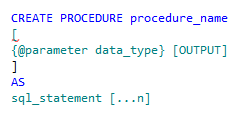 CREATE PROCEDURE procedure_name
[
{@parameter data_type} [OUTPUT]
]
AS
sql_statement [...n]